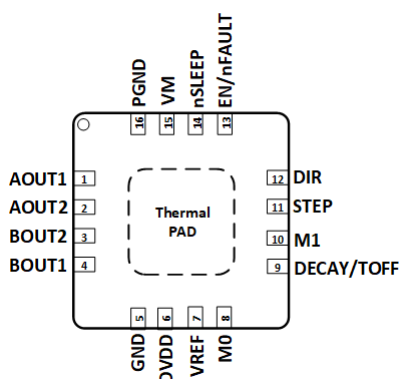 PGND
VM
nSLEEP
EN/nFAULT
16
15
14
13
AOUT1 1
AOUT2 2
BOUT2 3
BOUT1 4
Thermal
PAD
12 DIR
11 STEP
10 M1
9 DECAY/TOFF
5
6
7
8
GND
DVDD
VREF
M0